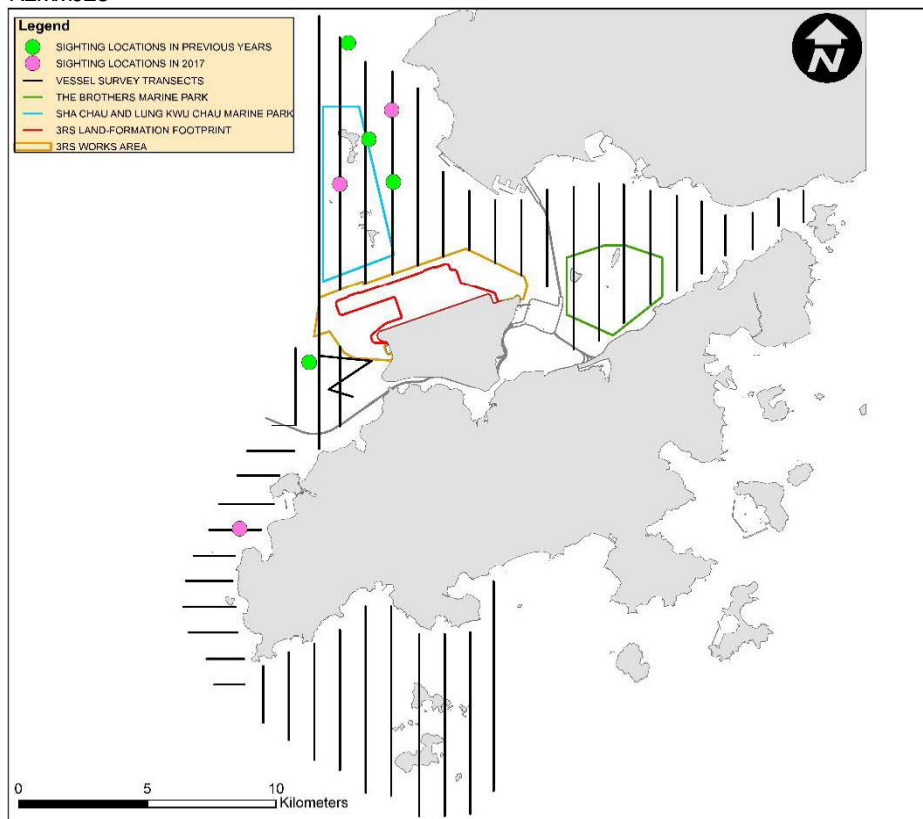 Legend
SIGHTING LOCATIONS IN PREVIOUS YEARS
SIGHTING LOCATIONS IN 2017
VESSEL SURVEY TRANSECTS
THE BROTHERS MARINE PARK
SHA CHAU AND LUNG KWU CHAU MARINE PARK
3RS LAND-FORMATION FOOTPRINT
3RS WORKS AREA
N
0 5 10
Kilometers